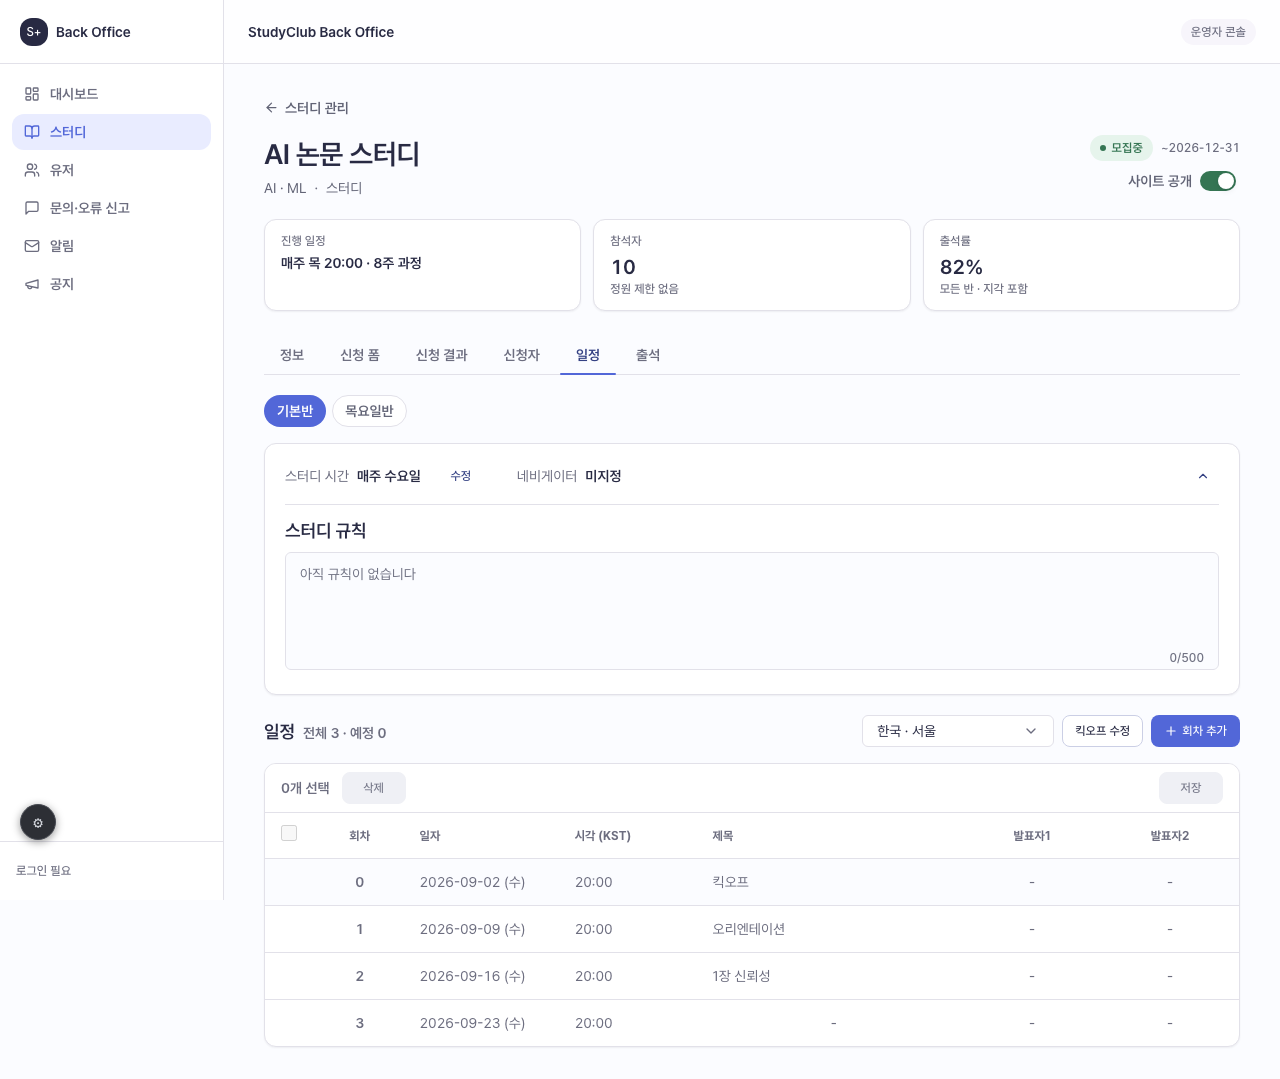 S+ Back Office
StudyClub Back Office
운영자 콘솔
대시보드
스터디
유저
문의·오류 신고
알림
공지
로그인 필요
← 스터디 관리
AI 논문 스터디
AI · ML · 스터디
모집중 ~2026-12-31
사이트 공개
진행 일정
매주 목 20:00 · 8주 과정
참석자
10
정원 제한 없음
출석률
82%
모든 반 · 지각 포함
정보 신청 폼 신청 결과 신청자 일정 출석
기본반 목요일반
스터디 시간 매주 수요일 수정 네비게이터 미지정
스터디 규칙
아직 규칙이 없습니다
0/500
일정 전체 3 · 예정 0
한국 · 서울 킥오프 수정 + 회차 추가
0개 선택 삭제 저장
회차 일자 시각 (KST) 제목 발표자1 발표자2
0 2026-09-02 (수) 20:00 킥오프 - -
1 2026-09-09 (수) 20:00 오리엔테이션 - -
2 2026-09-16 (수) 20:00 1장 신뢰성 - -
3 2026-09-23 (수) 20:00 - - -